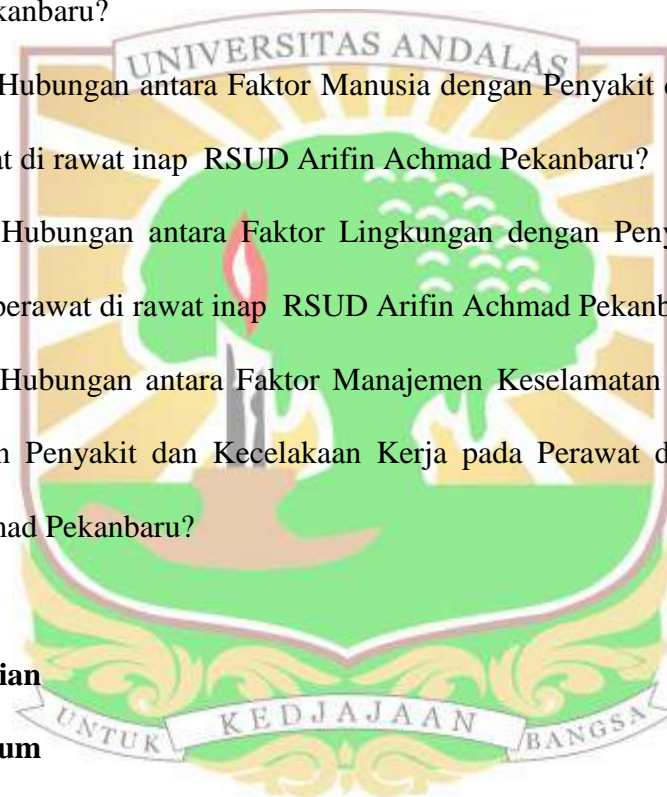 kanbaru?
UNIVERSITAS ANDALAS
Hubungan antara Faktor Manusia dengan Penyakit
at di rawat inap RSUD Arifin Achmad Pekanbaru?
Hubungan antara Faktor Lingkungan dengan Peny
perawat di rawat inap RSUD Arifin Achmad Pekanb
Hubungan antara Faktor Manajemen Keselamatan
n Penyakit dan Kecelakaan Kerja pada Perawat d
mad Pekanbaru?
ian
UNTUK KEDJAJAAN BANGSA
um